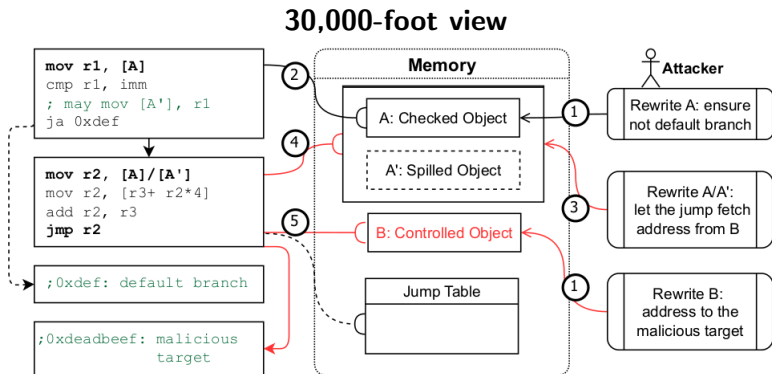 30,000-foot view
mov r1, [A]
cmp r1, imm
; may mov [A'], r1
ja 0xdef
mov r2, [A]/[A']
mov r2, [r3+ r2*4]
add r2, r3
jmp r2
;0xdef: default branch
;0xdeadbeef: malicious
target
2
4
5
Memory
A: Checked Object
A': Spilled Object
B: Controlled Object
Jump Table
1
3
1
Attacker
Rewrite A: ensure
not default branch
Rewrite A/A':
let the jump fetch
address from B
Rewrite B:
address to the
malicious target